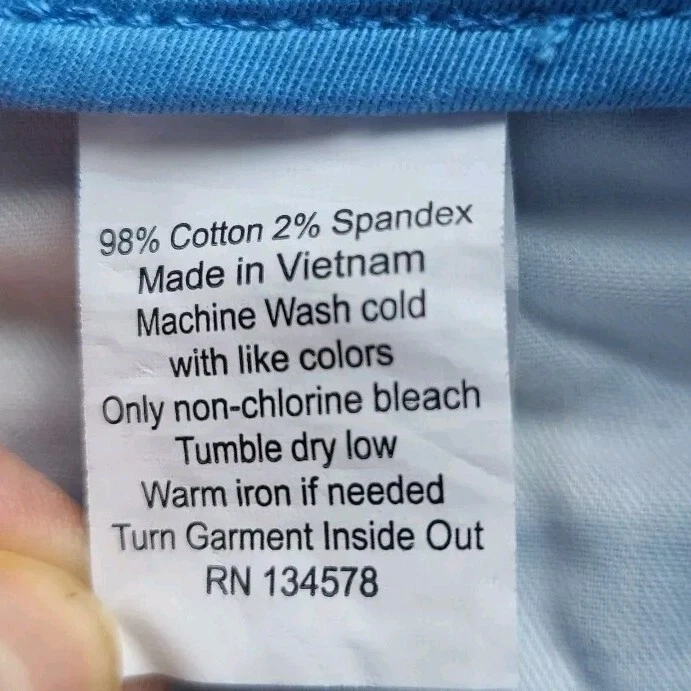 98% Cotton 2% Spandex
Made in Vietnam
Machine Wash cold
with like colors
Only non-chlorine bleach
Tumble dry low
Warm iron if needed
Turn Garment Inside Out
RN 134578